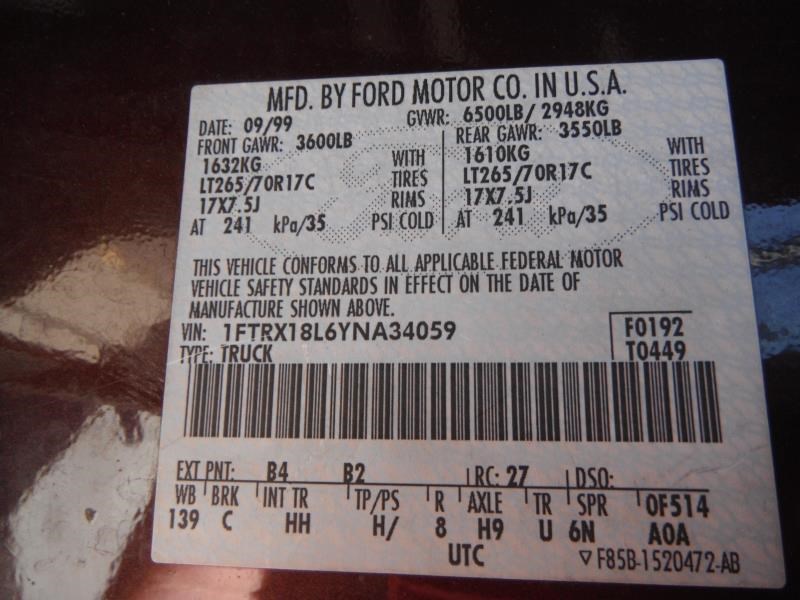 MFD. BY FORD MOTOR CO. IN U.S.A.
DATE: 09/99 GVWR: 6500LB/ 2948KG
FRONT GAWR: 3600LB REAR GAWR: 3550LB
1632KG WITH 1610KG WITH
LT265/70R17C TIRES LT265/70R17C TIRES
17X7.5J RIMS 17X7.5J RIMS
AT 241 kPa/35 PSI COLD AT 241 kPa/35 PSI COLD
THIS VEHICLE CONFORMS TO ALL APPLICABLE FEDERAL MOTOR
VEHICLE SAFETY STANDARDS IN EFFECT ON THE DATE OF
MANUFACTURE SHOWN ABOVE.
VIN: 1FTRX18L6YNA34059 F0192
TYPE: TRUCK T0449
EXT PNT: B4 B2 RC: 27 DSO:
WB BRK INT TR TP/PS R AXLE TR SPR 0F514
139 C HH H/ 8 H9 U 6N A0A
UTC ▽F85B-1520472-AB